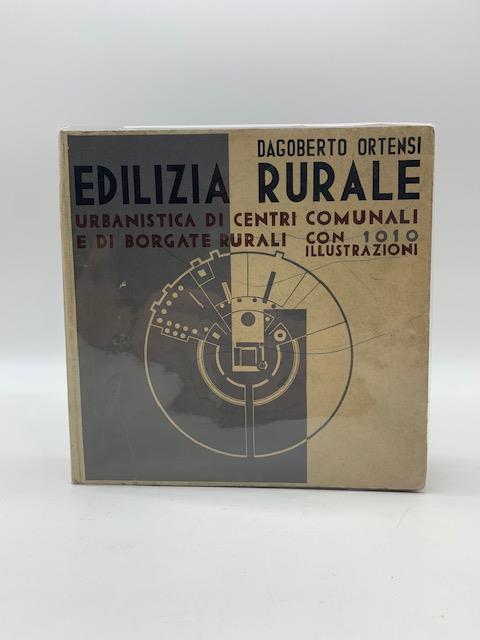 DAGOBERTO ORTENSI
EDILIZIA RURALE
URBANISTICA DI CENTRI COMUNALI
E DI BORGATE RURALI CON 1010
ILLUSTRAZIONI